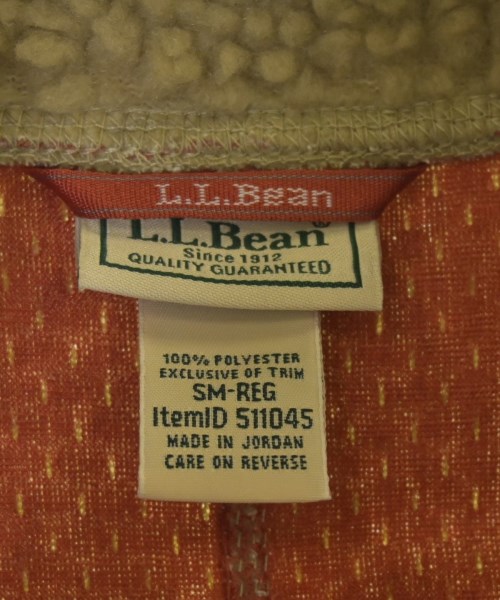 L.L.Bean
L.L.Bean®
Since 1912
QUALITY GUARANTEED
100% POLYESTER
EXCLUSIVE OF TRIM
SM-REG
ItemID 511045
MADE IN JORDAN
CARE ON REVERSE